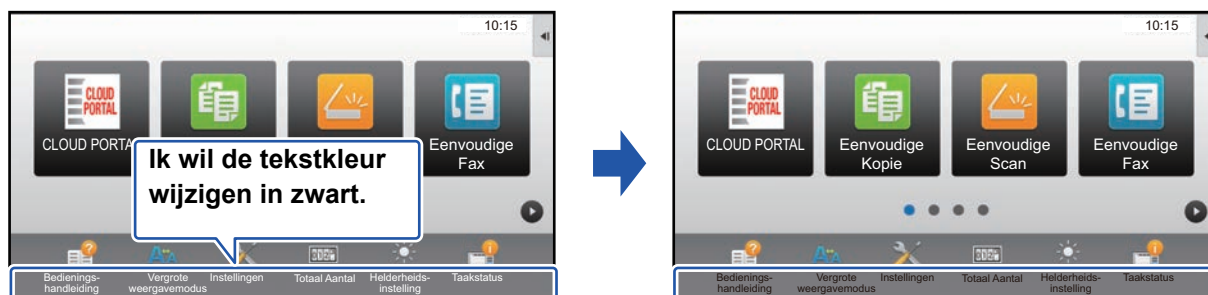 10:15
CLOUD
PORTAL
CLOUD PORTA
Eenvoudige
Fax
Ik wil de tekstkleur
wijzigen in zwart.
Bedienings-
handleiding
Vergrote
weergavemodus
Instellingen
Totaal Aantal
Helderheids-
instelling
Taakstatus
10:15
CLOUD
PORTAL
CLOUD PORTAL
Eenvoudige
Kopie
Eenvoudige
Scan
Eenvoudige
Fax
Bedienings-
handleiding
Vergrote
weergavemodus
Instellingen
Totaal Aantal
Helderheids-
instelling
Taakstatus